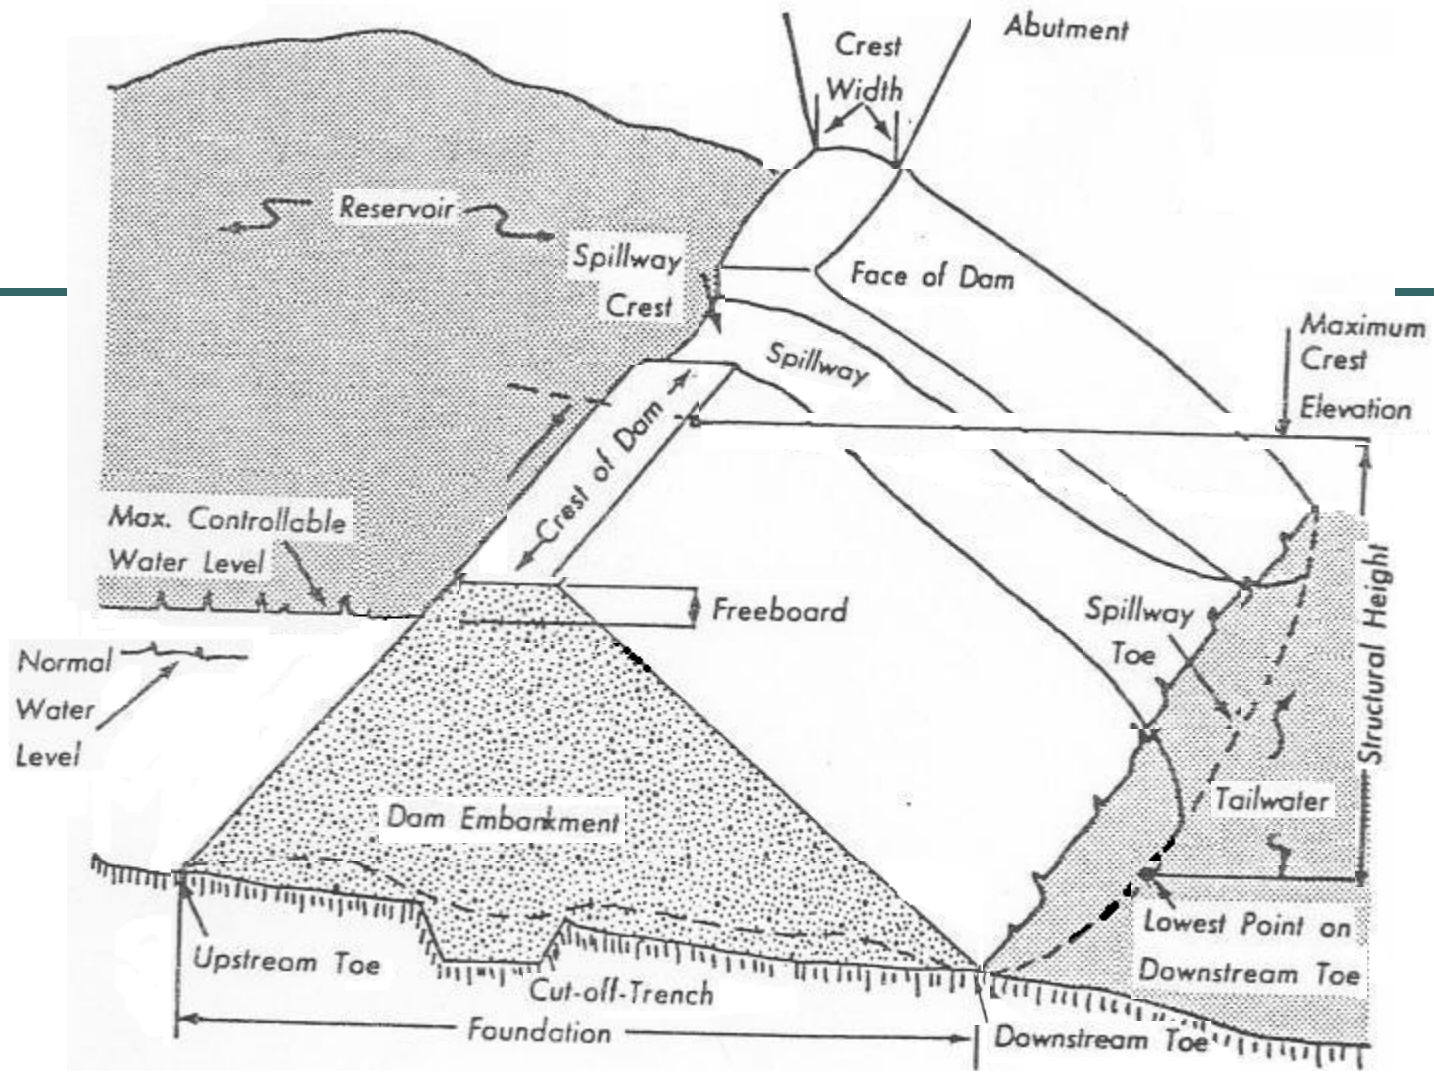 Abutment
Crest
Width
Reservoir
Spillway
Crest
Face of Dam
Maximum
Crest
Elevation
Spillway
Crest of Dam
Max. Controllable
Water Level
Freeboard
Spillway
Toe
Structural Height
Normal
Water
Level
Tailwater
Dam Embankment
Lowest Point on
Downstream Toe
Upstream Toe
Cut-off-Trench
Foundation
Downstream Toe